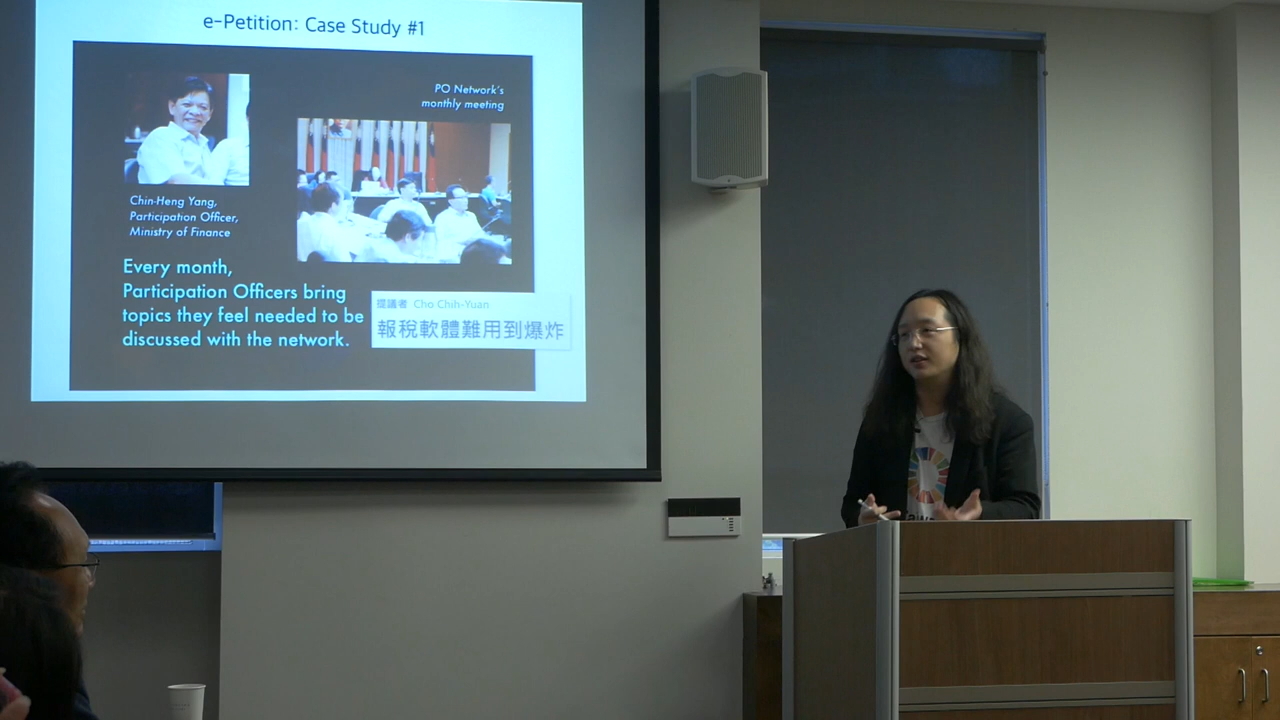 e-Petition: Case Study #1
PO Network's
monthly meeting
Chin-Heng Yang,
Participation Officer,
Ministry of Finance
Every month,
Participation Officers bring
topics they feel needed to be
discussed with the network.
提議者 Cho Chih-Yuan
報稅軟體難用到爆炸